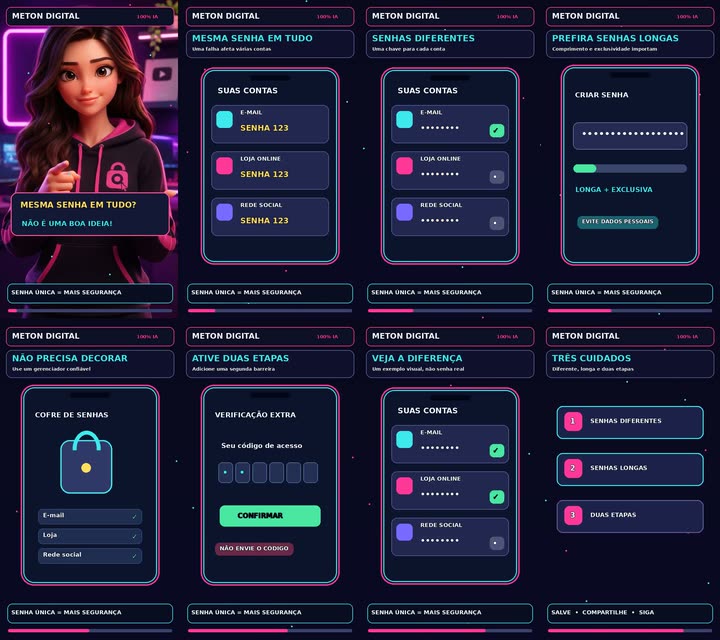 METON DIGITAL 100% IA
MESMA SENHA EM TUDO?
NÃO É UMA BOA IDEIA!
SENHA ÚNICA = MAIS SEGURANÇA
METON DIGITAL 100% IA
MESMA SENHA EM TUDO
Uma falha afeta várias contas
SUAS CONTAS
E-MAIL
SENHA 123
LOJA ONLINE
SENHA 123
REDE SOCIAL
SENHA 123
SENHA ÚNICA = MAIS SEGURANÇA
METON DIGITAL 100% IA
SENHAS DIFERENTES
Uma chave para cada conta
SUAS CONTAS
E-MAIL
••••••••
LOJA ONLINE
••••••••
REDE SOCIAL
••••••••
SENHA ÚNICA = MAIS SEGURANÇA
METON DIGITAL 100% IA
PREFIRA SENHAS LONGAS
Comprimento e exclusividade importam
CRIAR SENHA
••••••••••••••••••
LONGA + EXCLUSIVA
EVITE DADOS PESSOAIS
SENHA ÚNICA = MAIS SEGURANÇA
METON DIGITAL 100% IA
NÃO PRECISA DECORAR
Use um gerenciador confiável
COFRE DE SENHAS
E-mail ✓
Loja ✓
Rede social ✓
SENHA ÚNICA = MAIS SEGURANÇA
METON DIGITAL 100% IA
ATIVE DUAS ETAPAS
Adicione uma segunda barreira
VERIFICAÇÃO EXTRA
Seu código de acesso
CONFIRMAR
NÃO ENVIE O CÓDIGO
SENHA ÚNICA = MAIS SEGURANÇA
METON DIGITAL 100% IA
VEJA A DIFERENÇA
Um exemplo visual, não senha real
SUAS CONTAS
E-MAIL
••••••••
LOJA ONLINE
••••••••
REDE SOCIAL
••••••••
SENHA ÚNICA = MAIS SEGURANÇA
METON DIGITAL 100% IA
TRÊS CUIDADOS
Diferente, longa e duas etapas
1 SENHAS DIFERENTES
2 SENHAS LONGAS
3 DUAS ETAPAS
SALVE • COMPARTILHE • SIGA